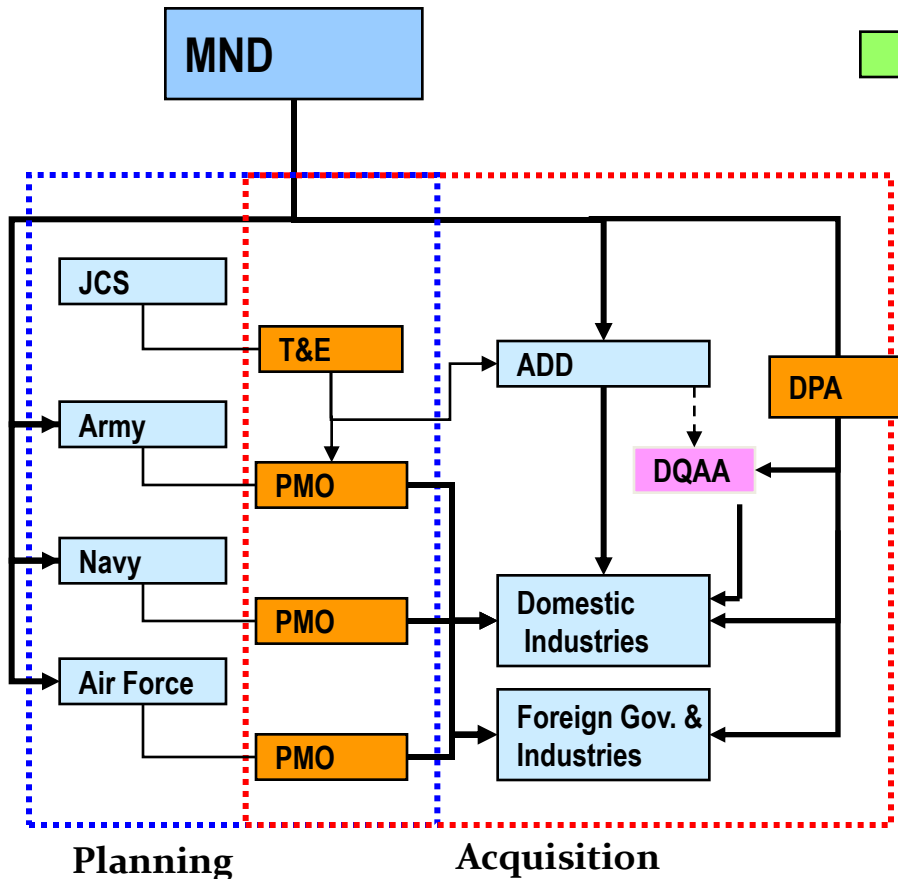 MND
JCS
T&E
ADD
DPA
Army
PMO
DQAA
Navy
PMO
Domestic
Industries
Air Force
PMO
Foreign Gov. &
Industries
Planning
Acquisition